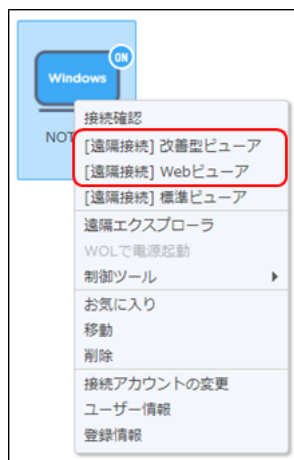 ON
Windows
NOT
接続確認
[遠隔接続] 改善型ビューア
[遠隔接続] Webビューア
[遠隔接続] 標準ビューア
遠隔エクスプローラ
WOLで電源起動
制御ツール
お気に入り
移動
削除
接続アカウントの変更
ユーザー情報
登録情報